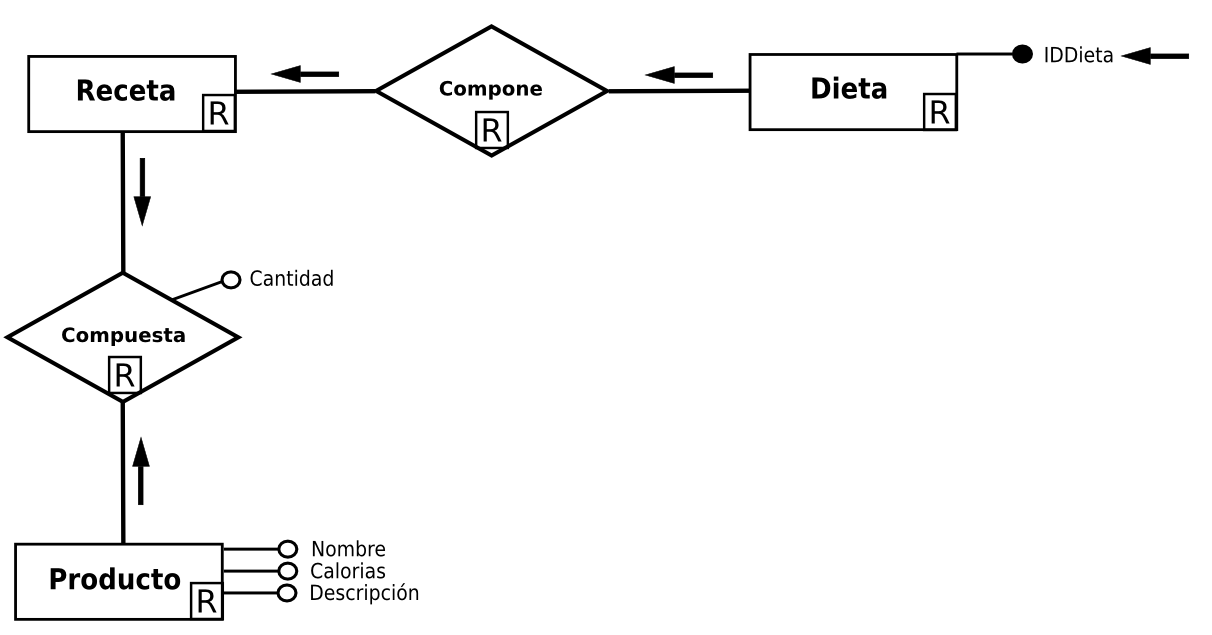 Receta
R
Compone
R
Dieta
R
IDDieta
Cantidad
Compuesta
R
Producto
R
Nombre
Calorias
Descripción